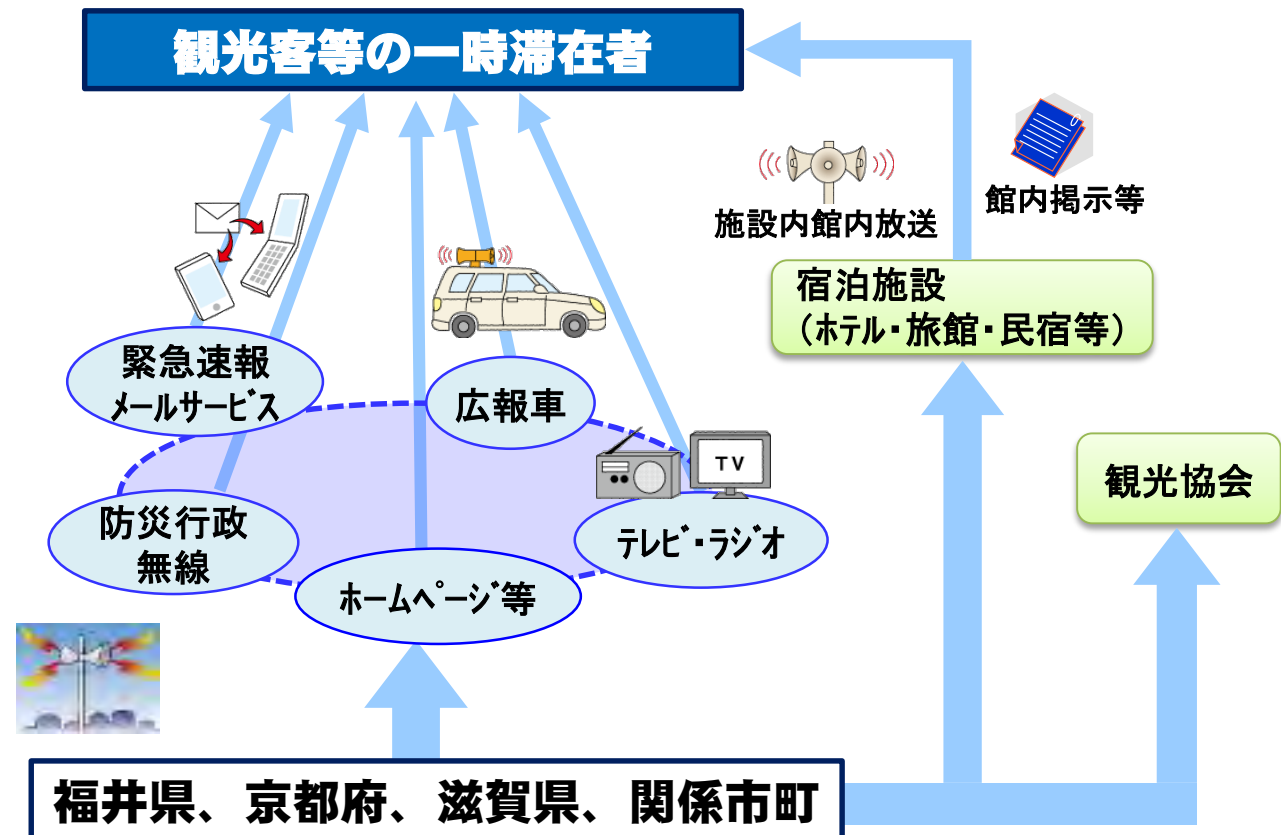 観光客等の一時滞在者
施設内館内放送
館内掲示等
宿泊施設
（ホテル・旅館・民宿等）
緊急速報
メールサービス
広報車
TV
観光協会
防災行政
無線
テレビ・ラジオ
ホームページ等
福井県、京都府、滋賀県、関係市町